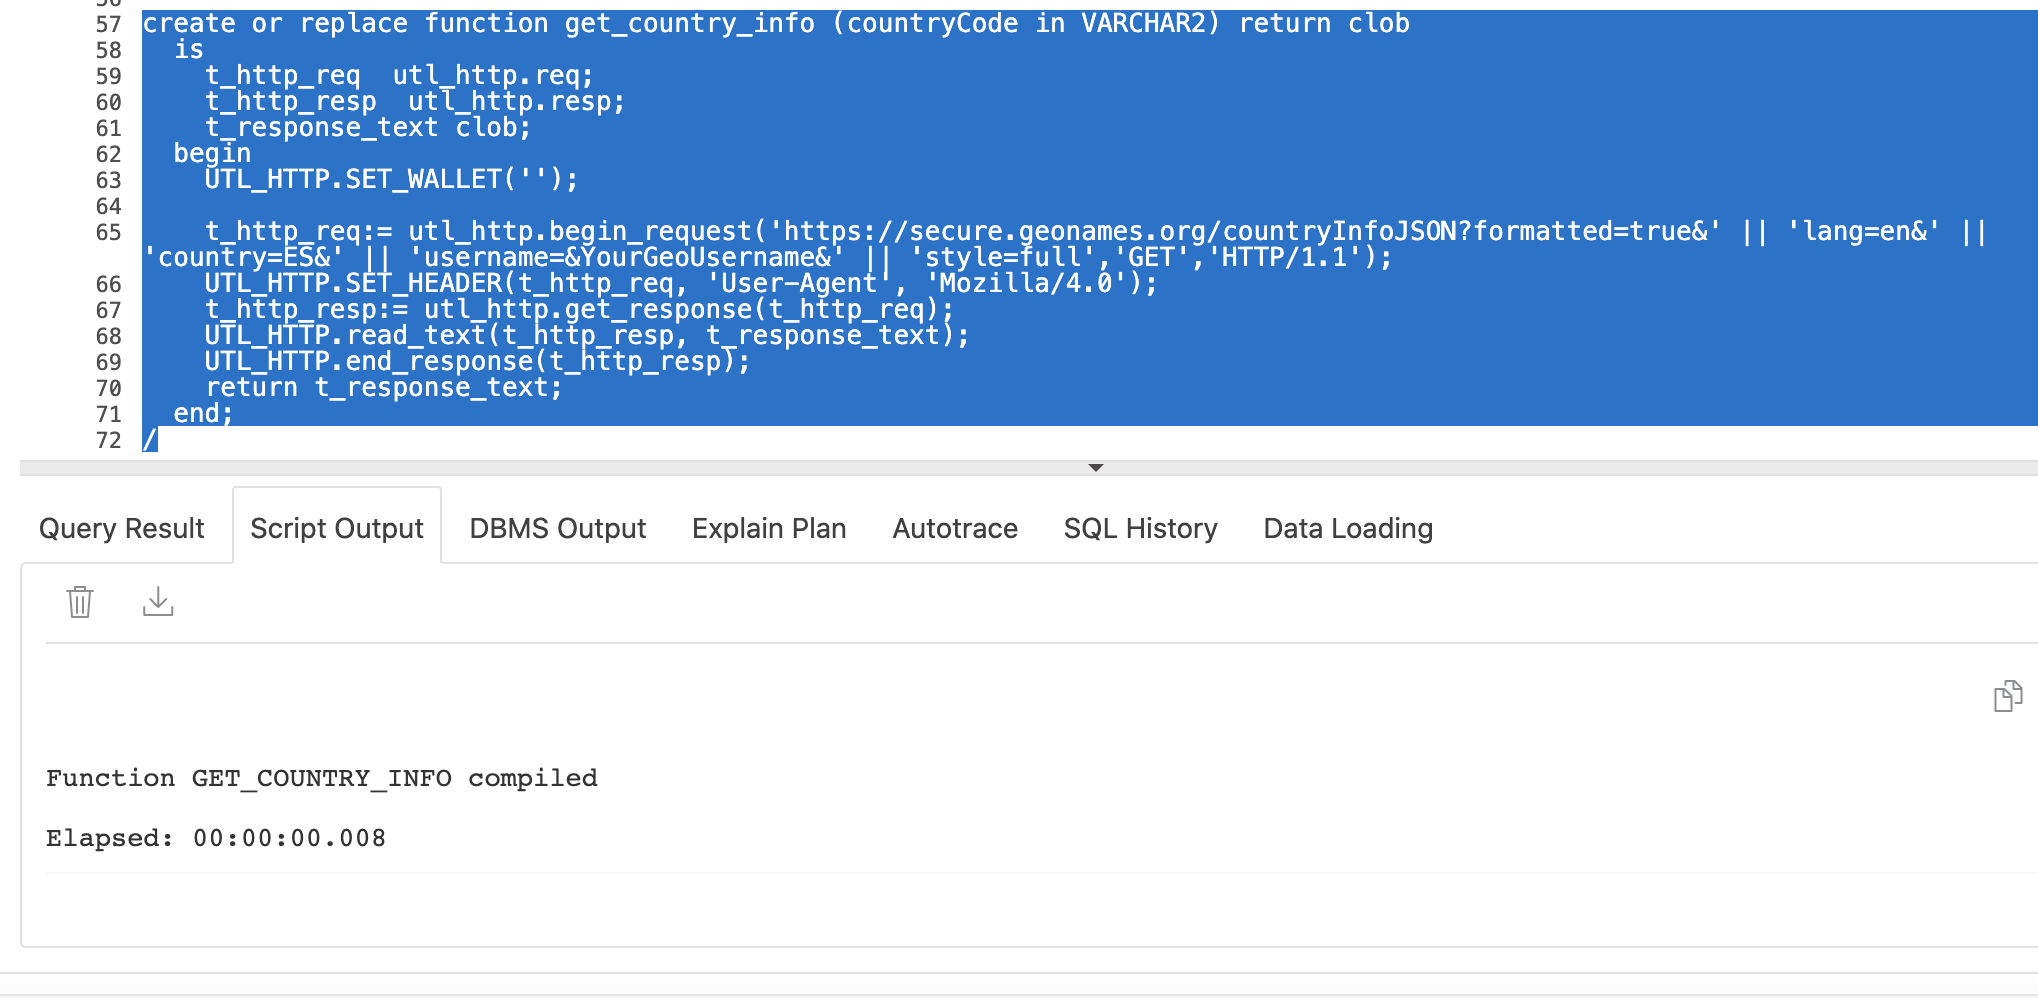 56
57 create or replace function get_country_info (countryCode in VARCHAR2) return clob
58   is
59     t_http_req  utl_http.req;
60     t_http_resp  utl_http.resp;
61     t_response_text clob;
62   begin
63     UTL_HTTP.SET_WALLET('');
64
65     t_http_req:= utl_http.begin_request('https://secure.geonames.org/countryInfoJSON?formatted=true&' || 'lang=en&' ||
'country=ES&' || 'username=&YourGeoUsername&' || 'style=full','GET','HTTP/1.1');
66     UTL_HTTP.SET_HEADER(t_http_req, 'User-Agent', 'Mozilla/4.0');
67     t_http_resp:= utl_http.get_response(t_http_req);
68     UTL_HTTP.read_text(t_http_resp, t_response_text);
69     UTL_HTTP.end_response(t_http_resp);
70     return t_response_text;
71   end;
72 /
Query Result Script Output DBMS Output Explain Plan Autotrace SQL History Data Loading
Function GET_COUNTRY_INFO compiled
Elapsed: 00:00:00.008